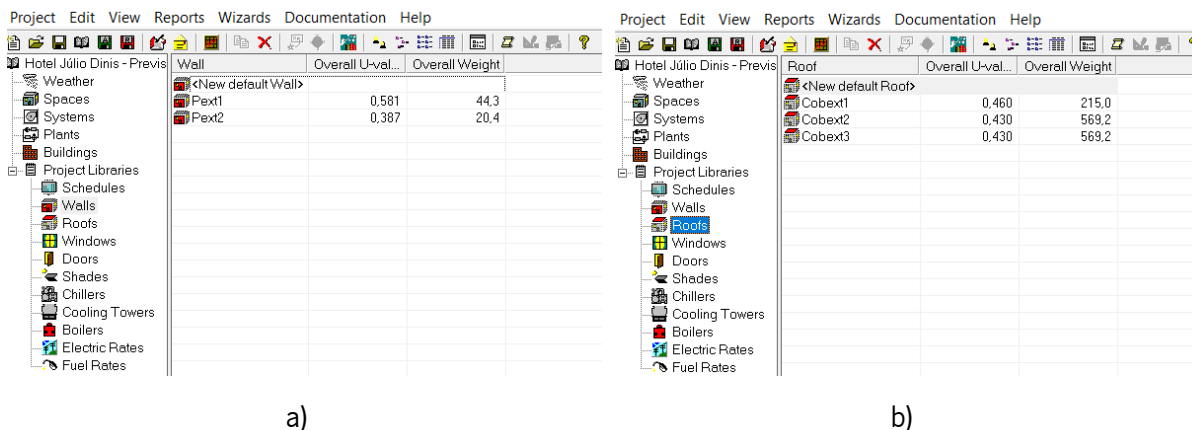 Project Edit View Reports Wizards Documentation Help
Hotel Júlio Dinis - Previs
Weather
Spaces
Systems
Plants
Buildings
Project Libraries
Schedules
Walls
Roofs
Windows
Doors
Shades
Chillers
Cooling Towers
Boilers
Electric Rates
Fuel Rates
Wall Overall U-val... Overall Weight
<New default Wall>
Pext1 0,581 44,3
Pext2 0,387 20,4
a)
Project Edit View Reports Wizards Documentation Help
Hotel Júlio Dinis - Previs
Weather
Spaces
Systems
Plants
Buildings
Project Libraries
Schedules
Walls
Roofs
Windows
Doors
Shades
Chillers
Cooling Towers
Boilers
Electric Rates
Fuel Rates
Roof Overall U-val... Overall Weight
<New default Roof>
Cobext1 0,460 215,0
Cobext2 0,430 569,2
Cobext3 0,430 569,2
b)